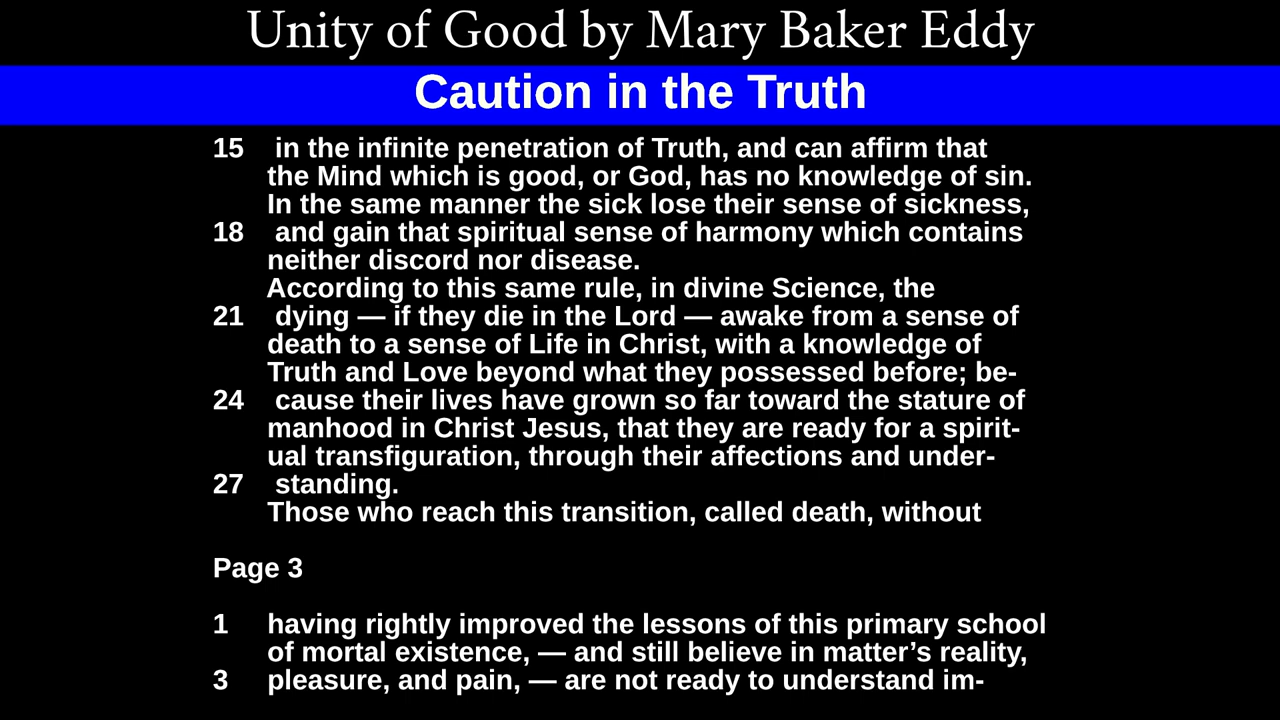 Unity of Good by Mary Baker Eddy
Caution in the Truth
15 in the infinite penetration of Truth, and can affirm that
the Mind which is good, or God, has no knowledge of sin.
In the same manner the sick lose their sense of sickness,
18 and gain that spiritual sense of harmony which contains
neither discord nor disease.
According to this same rule, in divine Science, the
21 dying — if they die in the Lord — awake from a sense of
death to a sense of Life in Christ, with a knowledge of
Truth and Love beyond what they possessed before; be-
24 cause their lives have grown so far toward the stature of
manhood in Christ Jesus, that they are ready for a spirit-
ual transfiguration, through their affections and under-
27 standing.
Those who reach this transition, called death, without
Page 3
1 having rightly improved the lessons of this primary school
of mortal existence, — and still believe in matter’s reality,
3 pleasure, and pain, — are not ready to understand im-